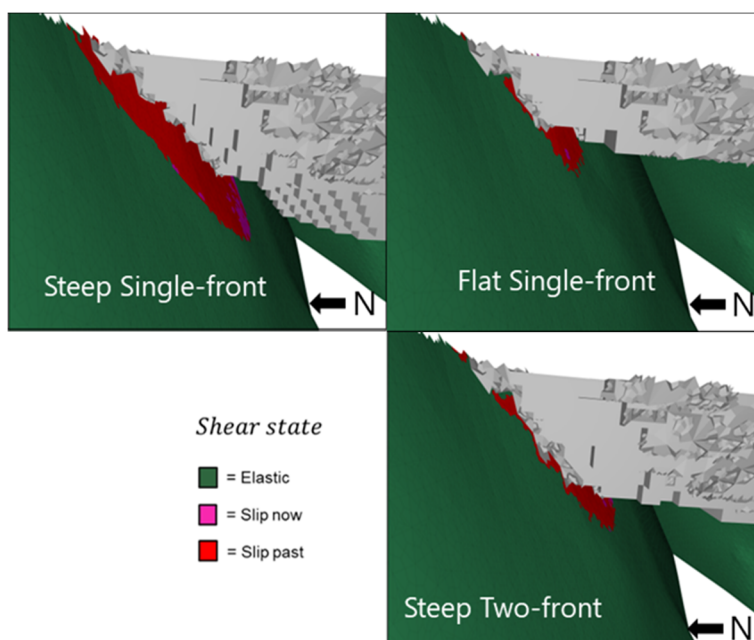 Steep Single-front
N
Flat Single-front
N
Shear state
= Elastic
= Slip now
= Slip past
Steep Two-front
N